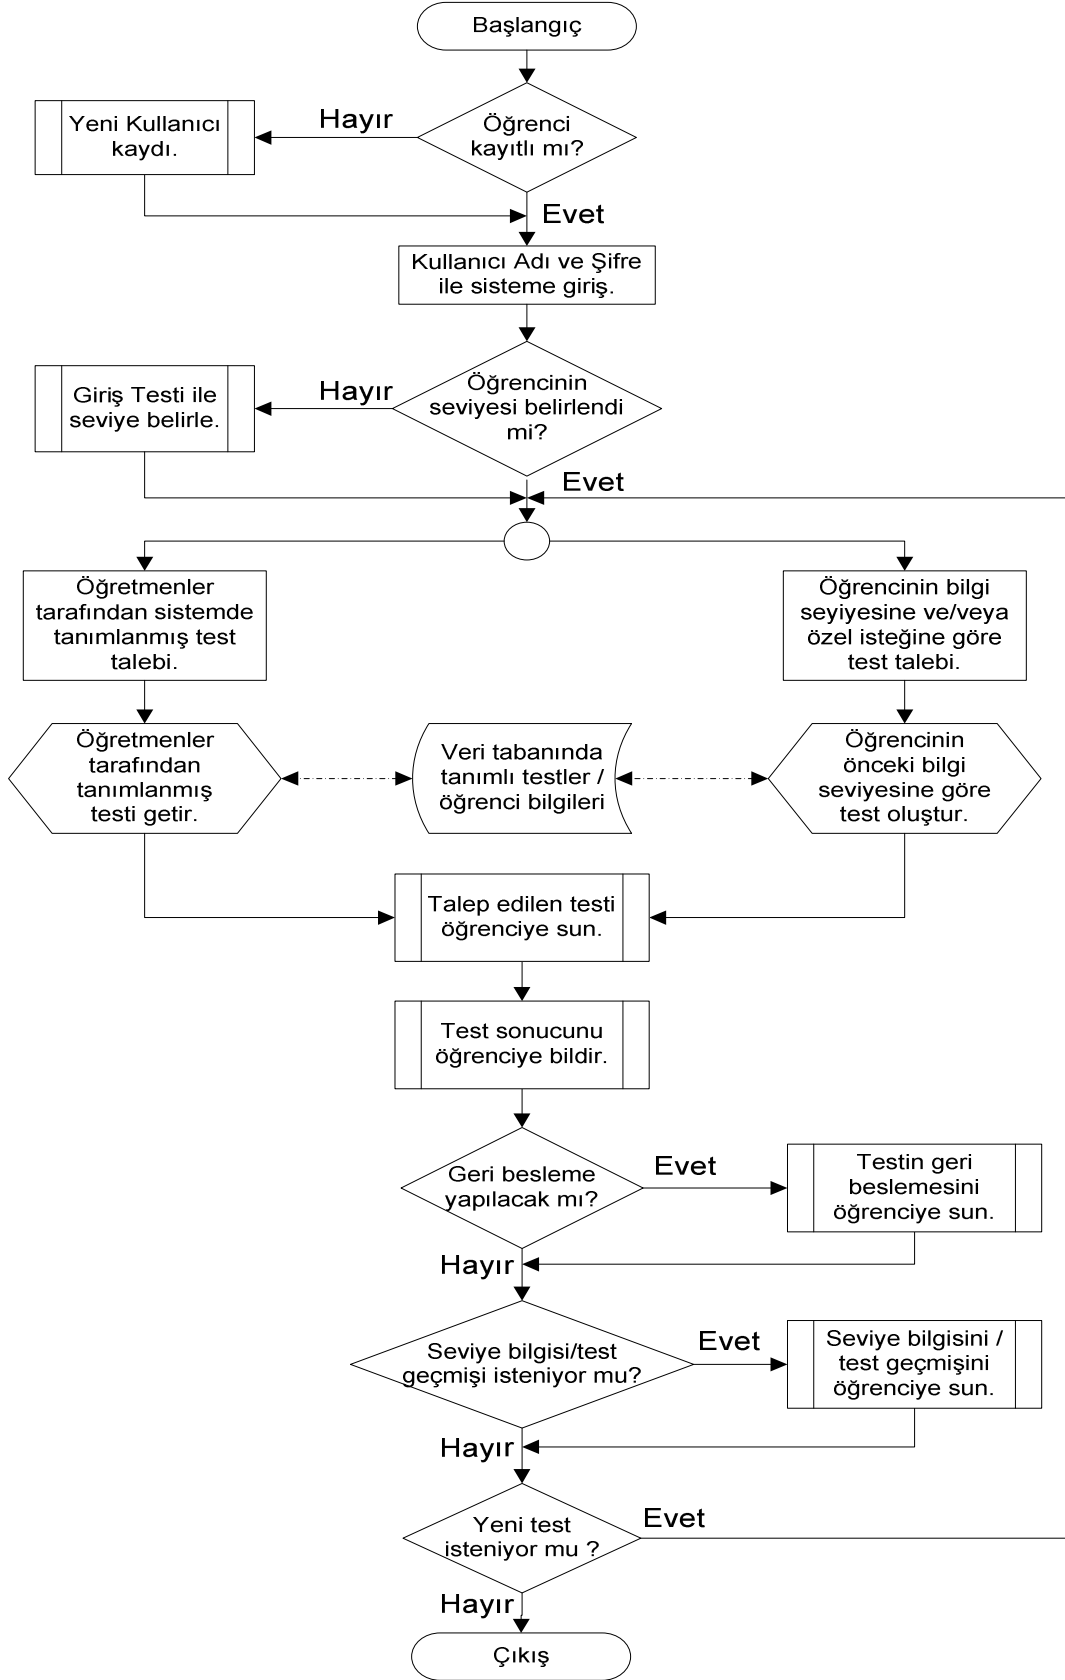 Başlangıç
Öğrenci
kayıtlı mı?
Hayır
Yeni Kullanıcı
kaydı.
Evet
Kullanıcı Adı ve Şifre
ile sisteme giriş.
Öğrencinin
seviyesi belirlendi
mi?
Hayır
Giriş Testi ile
seviye belirle.
Evet
Öğretmenler
tarafından sistemde
tanımlanmış test
talebi.
Öğrencinin bilgi
seyiyesine ve/veya
özel isteğine göre
test talebi.
Öğretmenler
tarafından
tanımlanmış
testi getir.
Veri tabanında
tanımlı testler /
öğrenci bilgileri
Öğrencinin
önceki bilgi
seviyesine göre
test oluştur.
Talep edilen testi
öğrenciye sun.
Test sonucunu
öğrenciye bildir.
Geri besleme
yapılacak mı?
Evet
Testin geri
beslemesini
öğrenciye sun.
Hayır
Seviye bilgisi/test
geçmişi isteniyor mu?
Evet
Seviye bilgisini /
test geçmişini
öğrenciye sun.
Hayır
Yeni test
isteniyor mu ?
Evet
Hayır
Çıkış